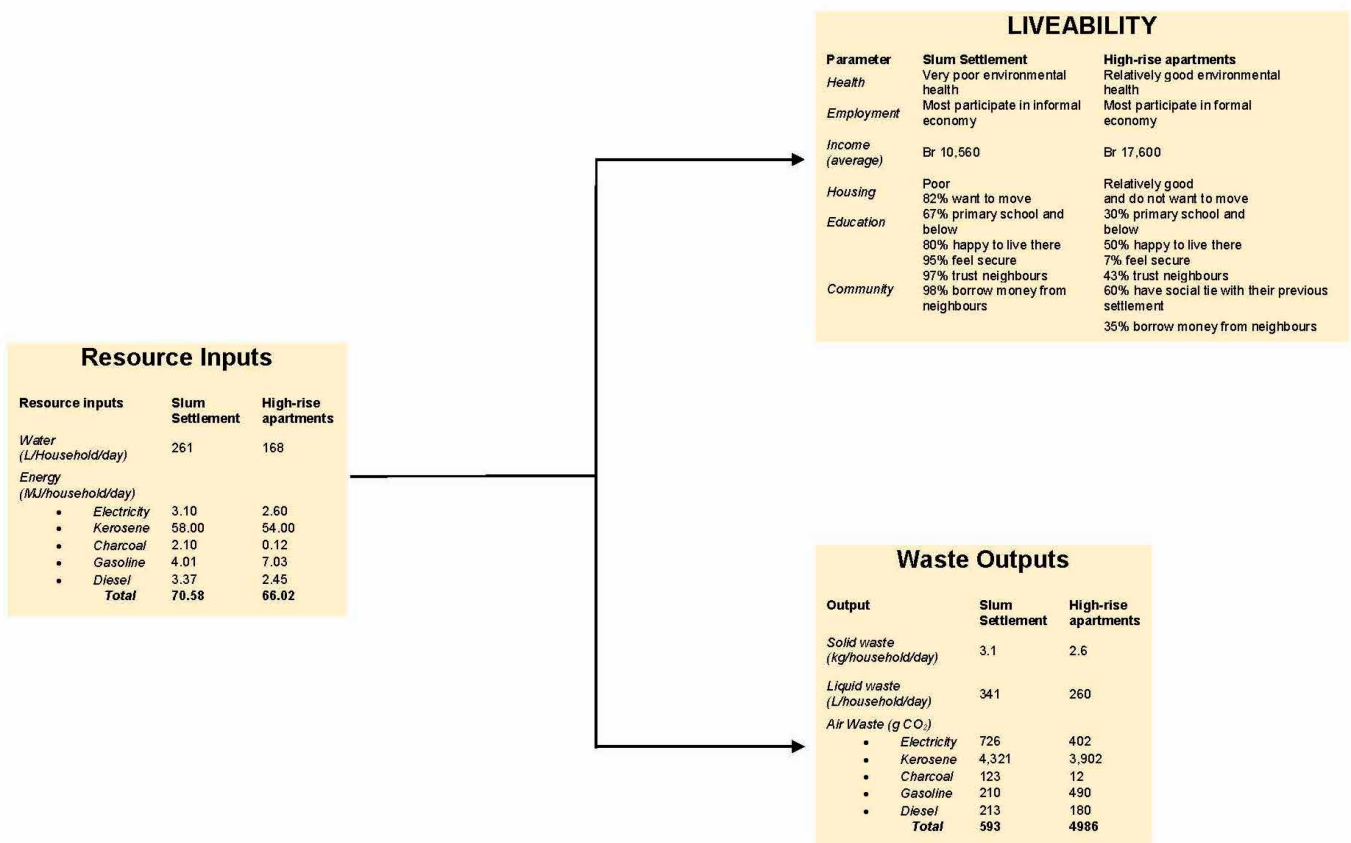 LIVEABILITY
Parameter Slum Settlement High-rise apartments
Health Very poor environmental health Relatively good environmental health
Employment Most participate in informal economy Most participate in formal economy
Income (average) Br 10,560 Br 17,600
Housing Poor Relatively good
82% want to move and do not want to move
Education 67% primary school and below 30% primary school and below
80% happy to live there 50% happy to live there
95% feel secure 7% feel secure
97% trust neighbours 43% trust neighbours
Community 98% borrow money from neighbours 60% have social tie with their previous settlement
35% borrow money from neighbours
Resource Inputs
Resource inputs Slum Settlement High-rise apartments
Water (L/Household/day) 261 168
Energy (MJ/household/day)
• Electricity 3.10 2.60
• Kerosene 58.00 54.00
• Charcoal 2.10 0.12
• Gasoline 4.01 7.03
• Diesel 3.37 2.45
Total 70.58 66.02
Waste Outputs
Output Slum Settlement High-rise apartments
Solid waste (kg/household/day) 3.1 2.6
Liquid waste (L/household/day) 341 260
Air Waste (g CO₂)
• Electricity 726 402
• Kerosene 4,321 3,902
• Charcoal 123 12
• Gasoline 210 490
• Diesel 213 180
Total 593 4986